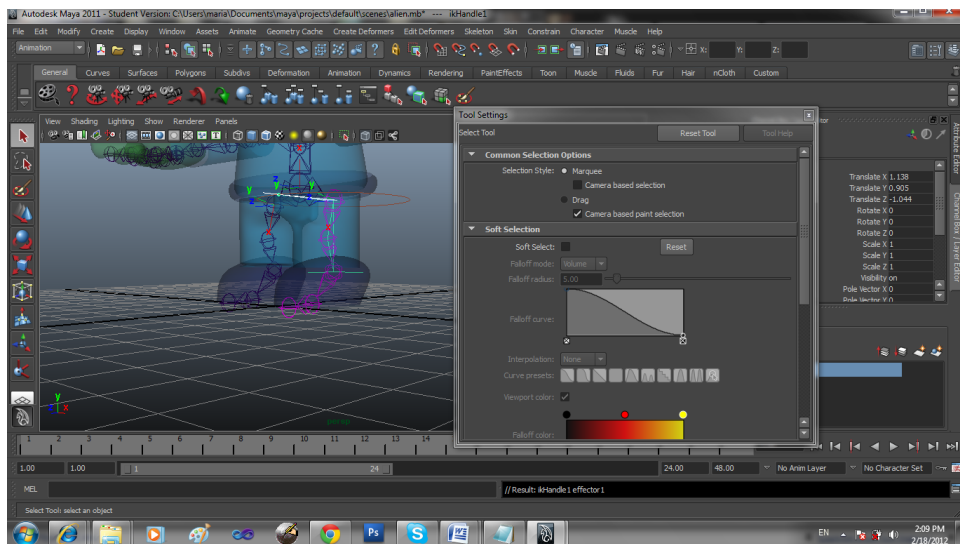 Autodesk Maya 2011 - Student Version: C:\Users\maria\Documents\maya\projects\default\scenes\alien.mb* --- ikHandle1
File Edit Modify Create Display Window Assets Animate Geometry Cache Create Deformers Edit Deformers Skeleton Skin Constrain Character Muscle Help
Animation X: Y: Z:
General Curves Surfaces Polygons Subdivs Deformation Animation Dynamics Rendering PaintEffects Toon Muscle Fluids Fur Hair nCloth Custom
View Shading Lighting Show Renderer Panels
Tool Settings
Select Tool Reset Tool Tool Help
Common Selection Options
Selection Style: Marquee
Camera based selection
Drag
Camera based paint selection
Soft Selection
Soft Select: Reset
Falloff mode: Volume
Falloff radius: 5.00
Falloff curve:
Interpolation: None
Curve presets:
Viewport color:
Falloff color:
Attribute Editor
Channel Box / Layer Editor
Translate X 1.138
Translate Y 0.905
Translate Z -1.044
Rotate X 0
Rotate Y 0
Rotate Z 0
Scale X 1
Scale Y 1
Scale Z 1
Visibility on
Pole Vector X 0
Pole Vector Y 0
y z y z y
y x
persp
1 2 3 4 5 6 7 8 9 10 11 12 13 14
1.00 1.00 1 24 24.00 48.00 No Anim Layer No Character Set
MEL // Result: ikHandle1 effector1
Select Tool: select an object
Ps S W
EN 2:09 PM
2/18/2012